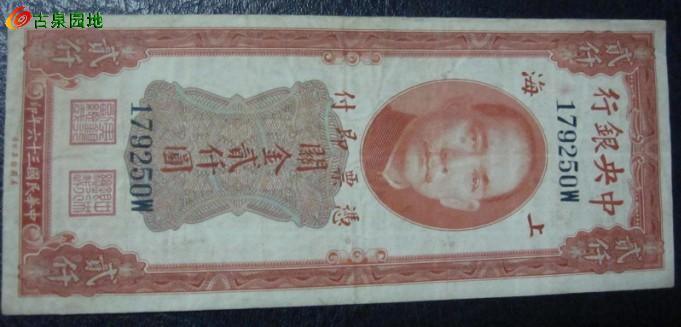 古泉园地
貳仟
貳仟
中央銀行
179250W
上海
憑票即付
關金貳仟圓
179250W
中華民國三十六年印
貳仟
貳仟